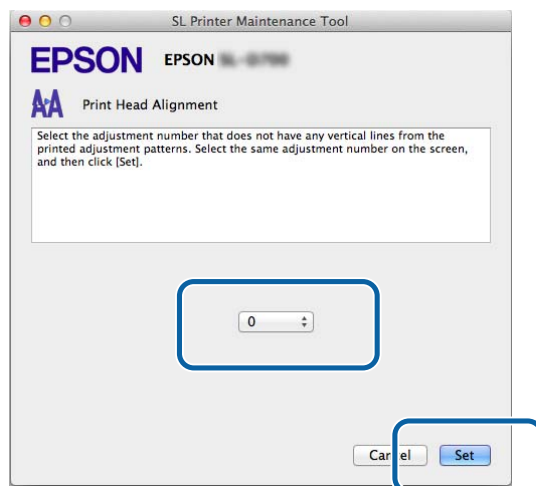 SL Printer Maintenance Tool
EPSON EPSON
Print Head Alignment
Select the adjustment number that does not have any vertical lines from the
printed adjustment patterns. Select the same adjustment number on the screen,
and then click [Set].
0
Cancel Set